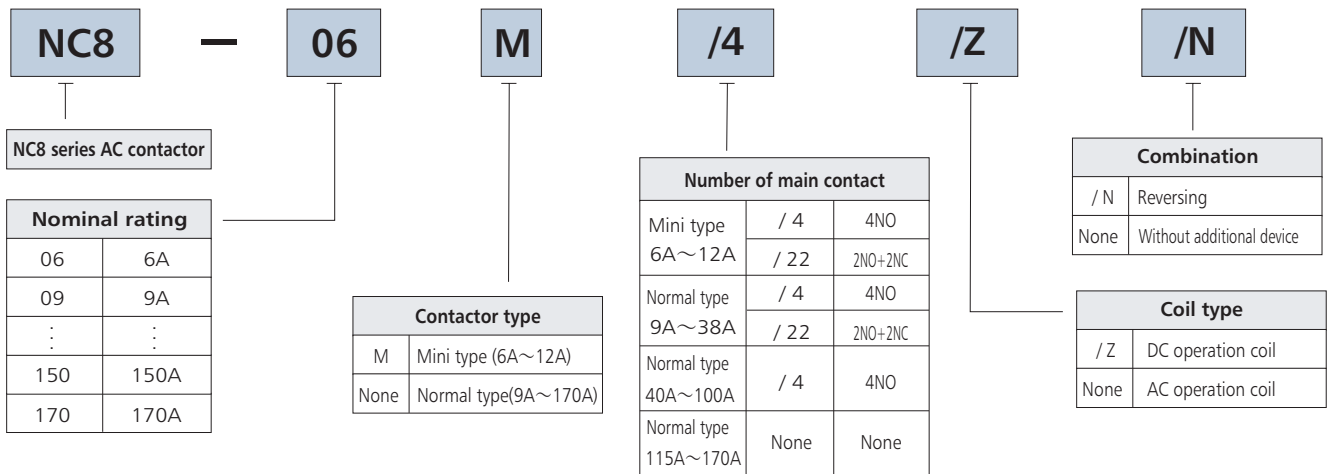 NC8 — 06 M /4 /Z /N
NC8 series AC contactor
Nominal rating
06 6A
09 9A
⋮ ⋮
150 150A
170 170A
Contactor type
M Mini type (6A～12A)
None Normal type(9A～170A)
Number of main contact
Mini type
6A～12A
/ 4 4NO
/ 22 2NO+2NC
Normal type
9A～38A
/ 4 4NO
/ 22 2NO+2NC
Normal type
40A～100A
/ 4 4NO
Normal type
115A～170A
None None
Combination
/ N Reversing
None Without additional device
Coil type
/ Z DC operation coil
None AC operation coil